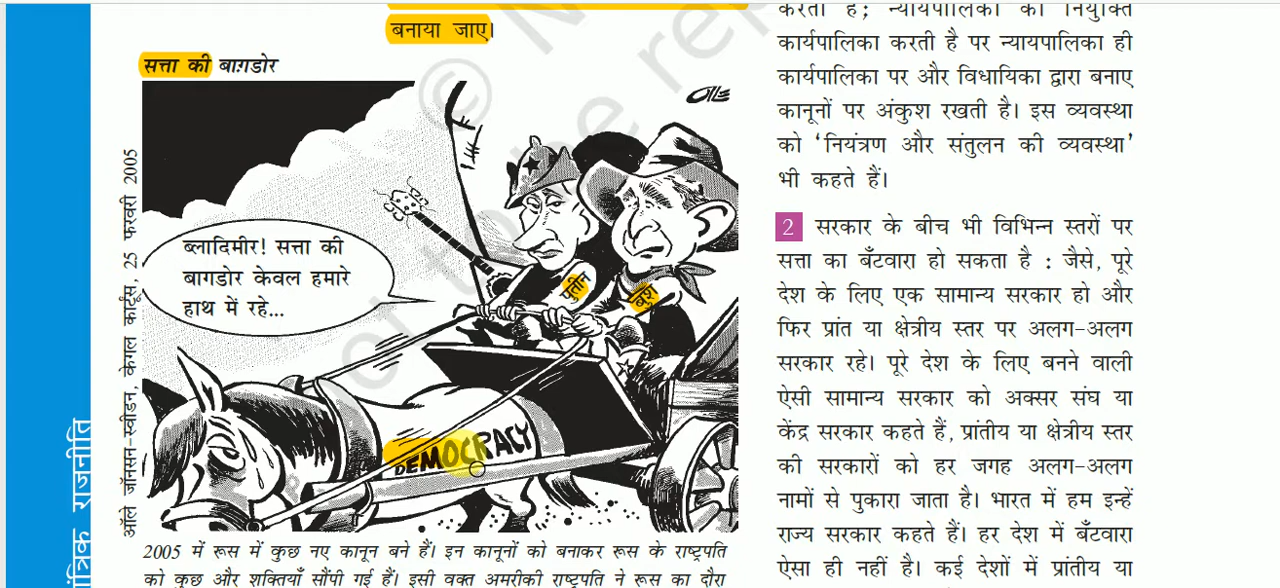 बनाया जाए।
सत्ता की बाग़डोर
ब्लादिमीर! सत्ता की
बागडोर केवल हमारे
हाथ में रहे...
पुतीन
बुश
DEMOCRACY
ऑले जॉनसन-स्वीडन, केगल कार्टूंस, 25 फरवरी 2005
2005 में रूस में कुछ नए कानून बने हैं। इन कानूनों को बनाकर रूस के राष्ट्रपति
को कुछ और शक्तियाँ सौंपी गई हैं। इसी वक्त अमरीकी राष्ट्रपति ने रूस का दौरा
करती है; न्यायपालिका की नियुक्ति
कार्यपालिका करती है पर न्यायपालिका ही
कार्यपालिका पर और विधायिका द्वारा बनाए
कानूनों पर अंकुश रखती है। इस व्यवस्था
को ‘नियंत्रण और संतुलन की व्यवस्था’
भी कहते हैं।
2 सरकार के बीच भी विभिन्न स्तरों पर
सत्ता का बँटवारा हो सकता है : जैसे, पूरे
देश के लिए एक सामान्य सरकार हो और
फिर प्रांत या क्षेत्रीय स्तर पर अलग-अलग
सरकार रहे। पूरे देश के लिए बनने वाली
ऐसी सामान्य सरकार को अक्सर संघ या
केंद्र सरकार कहते हैं, प्रांतीय या क्षेत्रीय स्तर
की सरकारों को हर जगह अलग-अलग
नामों से पुकारा जाता है। भारत में हम इन्हें
राज्य सरकार कहते हैं। हर देश में बँटवारा
ऐसा ही नहीं है। कई देशों में प्रांतीय या
राजनीति